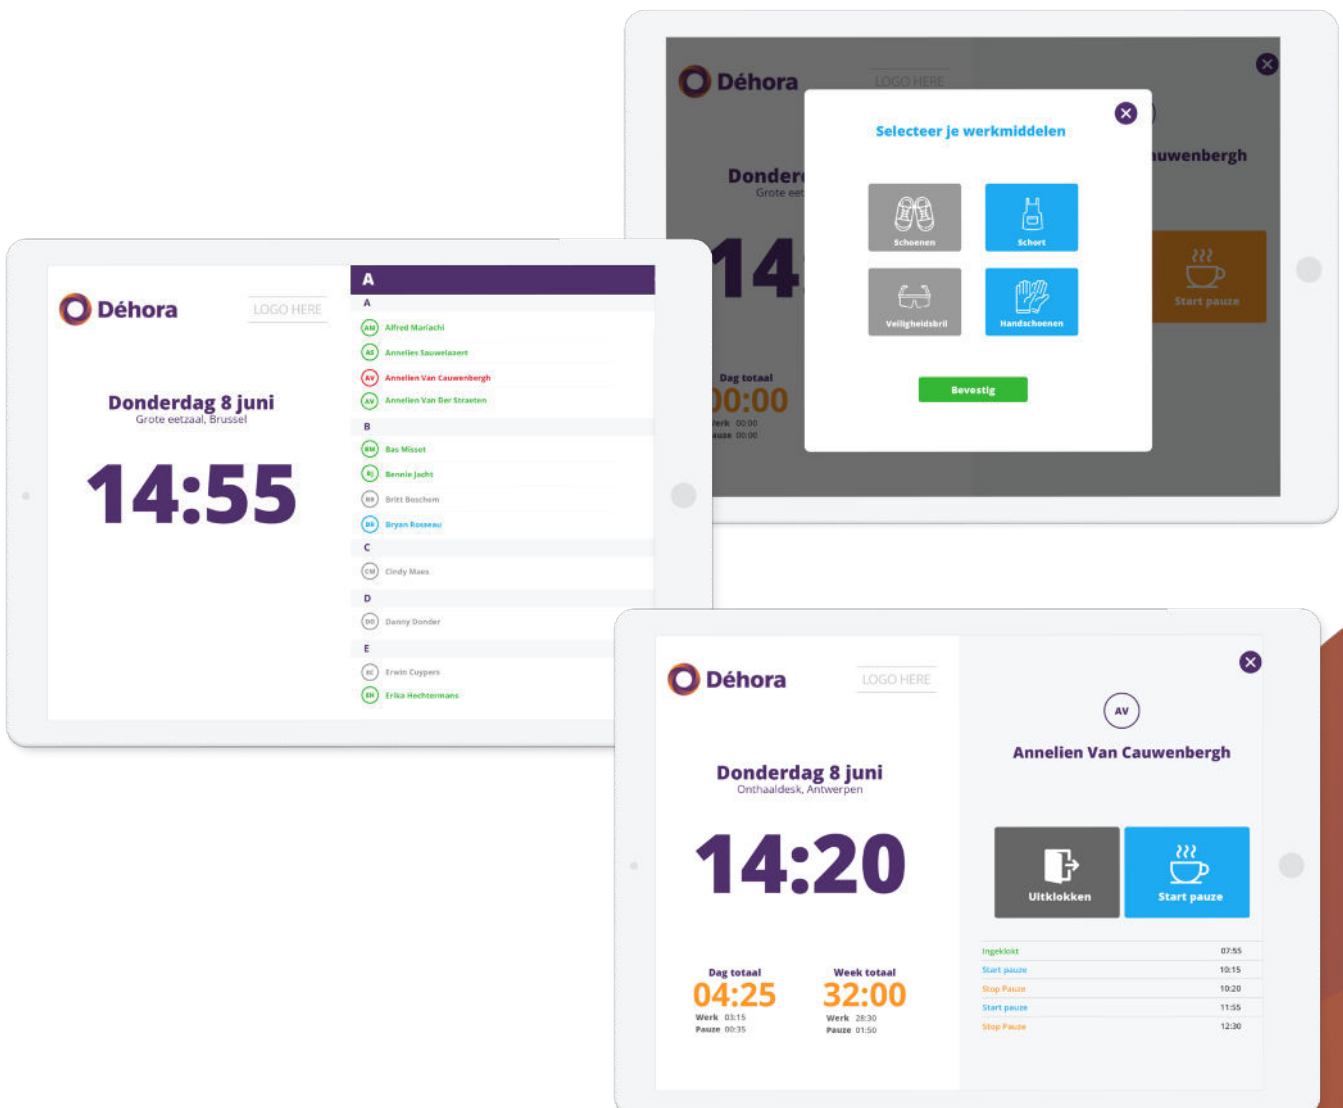 Déhora
LOGO HERE
Selecteer je werkmiddelen
Grote
14:
Schoenen
Schort
Veiligheidsbril
Handschoenen
Start pauze
Bevestig
Dag totaal
00:00
00:00
00:00
Déhora
LOGO HERE
Donderdag 8 juni
Grote eetzaal, Brussel
14:55
A
A
AM Alfred Mariachi
AS Annelies Sauwelazert
AV Annelien Van Cauwenbergh
AV Annelien Van Der Straeten
B
BM Bas Misset
BJ Bennie Jacht
BB Britt Boschem
BR Bryan Rosseau
C
CM Cindy Maes
D
DD Danny Donder
E
EC Erwin Cuypers
EH Erika Hechtermans
Déhora
LOGO HERE
Donderdag 8 juni
Onthaaldesk, Antwerpen
14:20
Dag totaal
04:25
Werk 03:15
Pauze 00:35
Week totaal
32:00
Werk 28:30
Pauze 01:50
AV
Annelien Van Cauwenbergh
Uitklokken
Start pauze
Ingeklokt 07:55
Start pauze 10:15
Stop Pauze 10:20
Start pauze 11:55
Stop Pauze 12:30